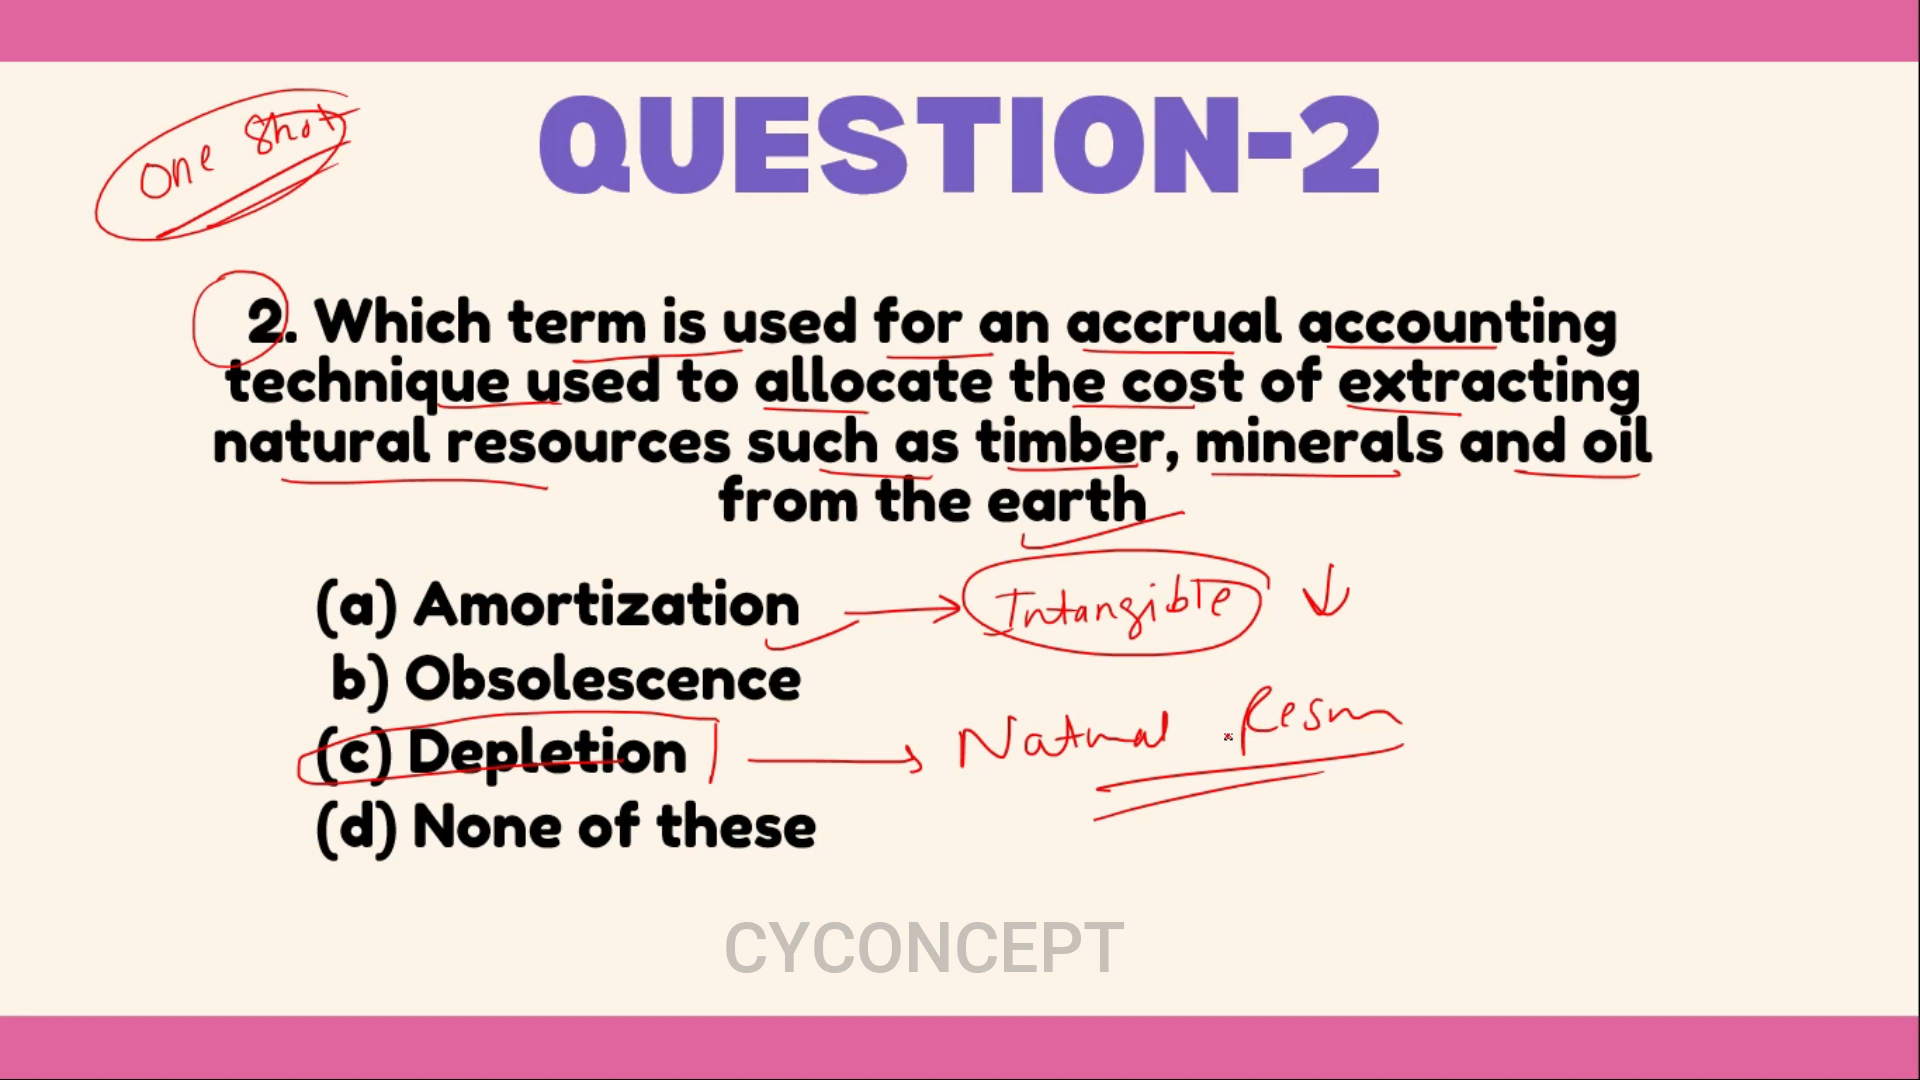 One Shot
QUESTION-2
2. Which term is used for an accrual accounting
technique used to allocate the cost of extracting
natural resources such as timber, minerals and oil
from the earth
(a) Amortization → Intangible ↓
b) Obsolescence
(c) Depletion → Natural
(d) None of these
CYCONCEPT